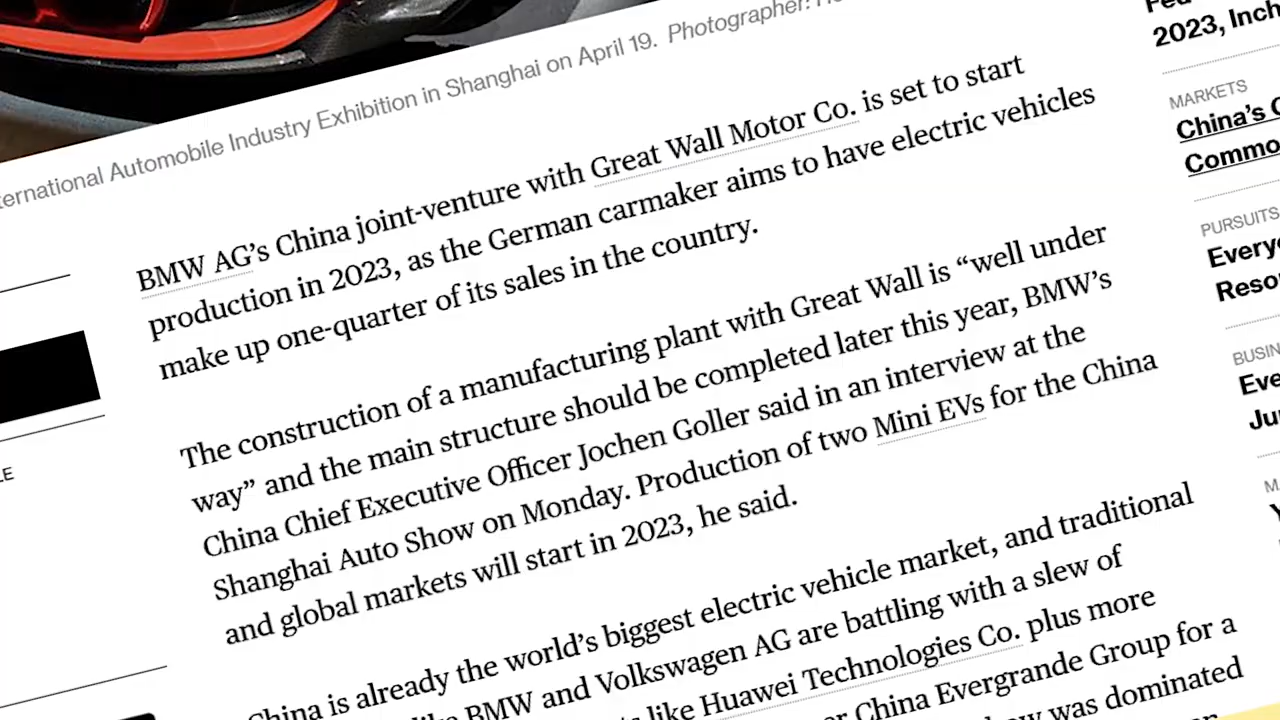 International Automobile Industry Exhibition in Shanghai on April 19. Photographer:
BMW AG’s China joint-venture with Great Wall Motor Co. is set to start
production in 2023, as the German carmaker aims to have electric vehicles
make up one-quarter of its sales in the country.
The construction of a manufacturing plant with Great Wall is “well under
way” and the main structure should be completed later this year, BMW’s
China Chief Executive Officer Jochen Goller said in an interview at the
Shanghai Auto Show on Monday. Production of two Mini EVs for the China
and global markets will start in 2023, he said.
China is already the world’s biggest electric vehicle market, and traditional
like BMW and Volkswagen AG are battling with a slew of
like Huawei Technologies Co. plus more
China Evergrande Group for a
was dominated
2023, Inch
MARKETS
China’s
Commo
PURSUITS
Every
Reso
BUSIN
Eve
Ju